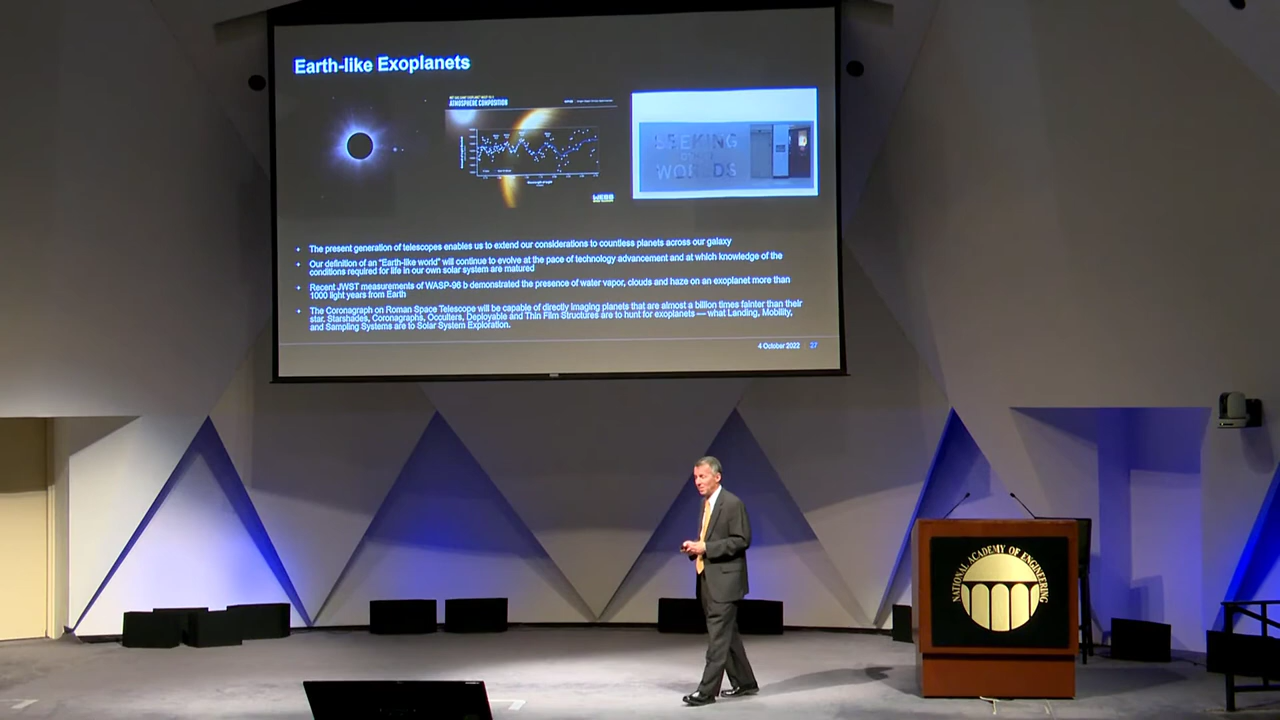 Earth-like Exoplanets
ATMOSPHERE COMPOSITION
WEBB
SEEKING
WORLDS
• The present generation of telescopes enables us to extend our considerations to countless planets across our galaxy
• Our definition of an "Earth-like world" will continue to evolve at the pace of technology advancement and at which knowledge of the
conditions required for life in our own solar system are matured
• Recent JWST measurements of WASP-96 b demonstrated the presence of water vapor, clouds and haze on an exoplanet more than
1000 light years from Earth
• The Coronagraph on Roman Space Telescope will be capable of directly imaging planets that are almost a billion times fainter than their
star. Starshades, Coronagraphs, Occulters, Deployable and Thin Film Structures are to hunt for exoplanets — what Landing, Mobility,
and Sampling Systems are to Solar System Exploration.
4 October 2022 27
NATIONAL ACADEMY OF ENGINEERING